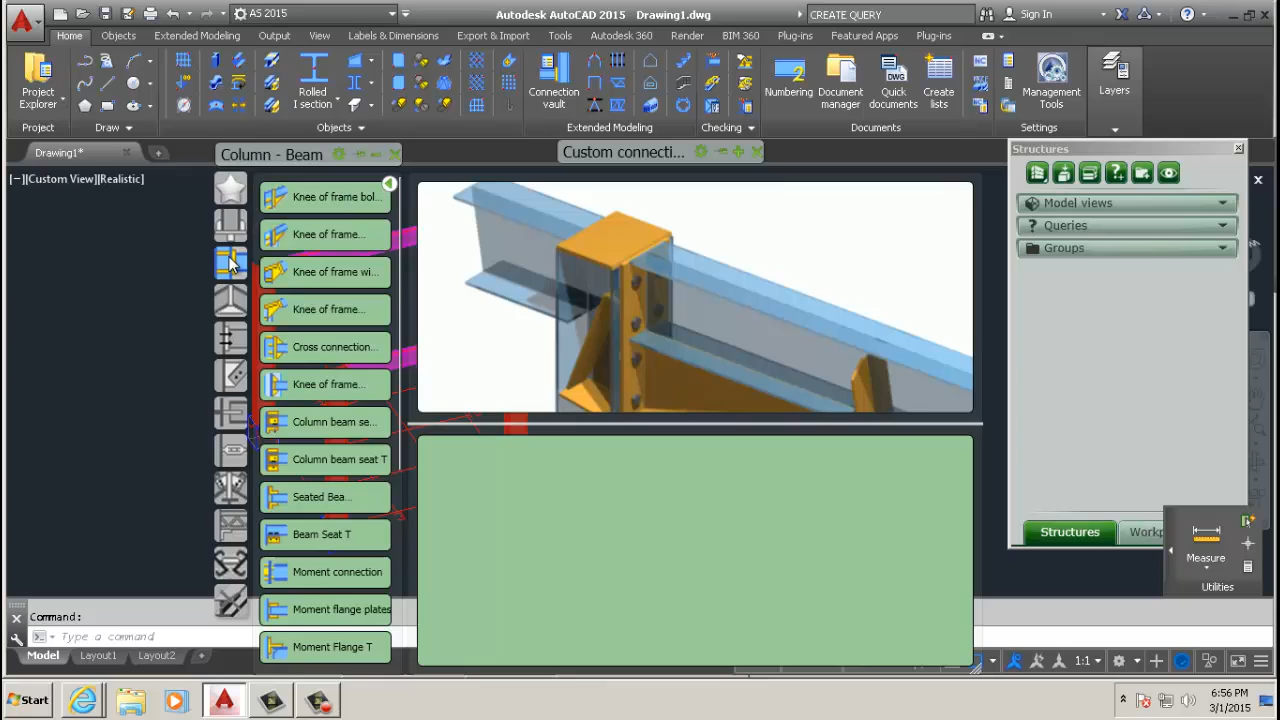 AS 2015
Autodesk AutoCAD 2015 Drawing1.dwg
CREATE QUERY
Sign In
Home
Objects
Extended Modeling
Output
View
Labels & Dimensions
Export & Import
Tools
Autodesk 360
Render
BIM 360
Plug-ins
Featured Apps
Plug-ins
Project
Explorer
Rolled
I section
Connection
vault
Numbering
Document
manager
Quick
documents
Create
lists
Management
Tools
Layers
Project
Draw
Objects
Extended Modeling
Checking
Documents
Settings
Drawing1*
Column - Beam
Custom connecti...
Structures
[−][Custom View][Realistic]
Knee of frame bol...
Knee of frame...
Knee of frame wi...
Knee of frame...
Cross connection...
Knee of frame...
Column beam se...
Column beam seat T
Seated Bea...
Beam Seat T
Moment connection
Moment flange plates
Moment Flange T
Model views
Queries
Groups
Structures
Workp
Measure
Utilities
Command:
Type a command
Model
Layout1
Layout2
1:1
Start
6:56 PM
3/1/2015